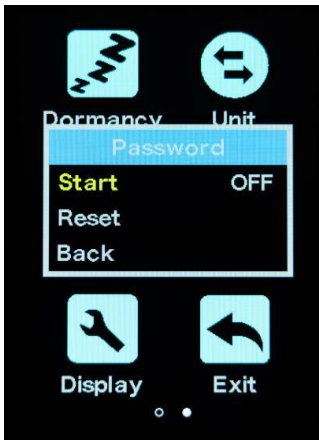 Dormancy Unit
Password
Start OFF
Reset
Back
Display Exit